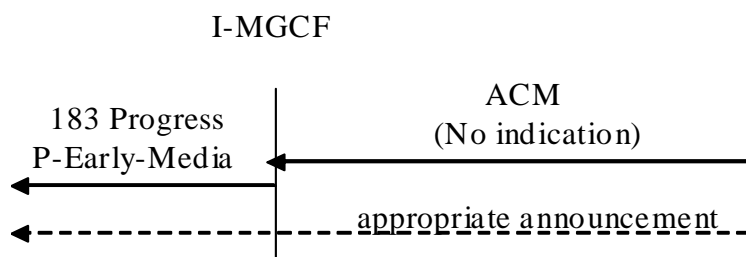 I-MGCF
183 Progress
P-Early-Media
ACM
(No indication)
appropriate announcement